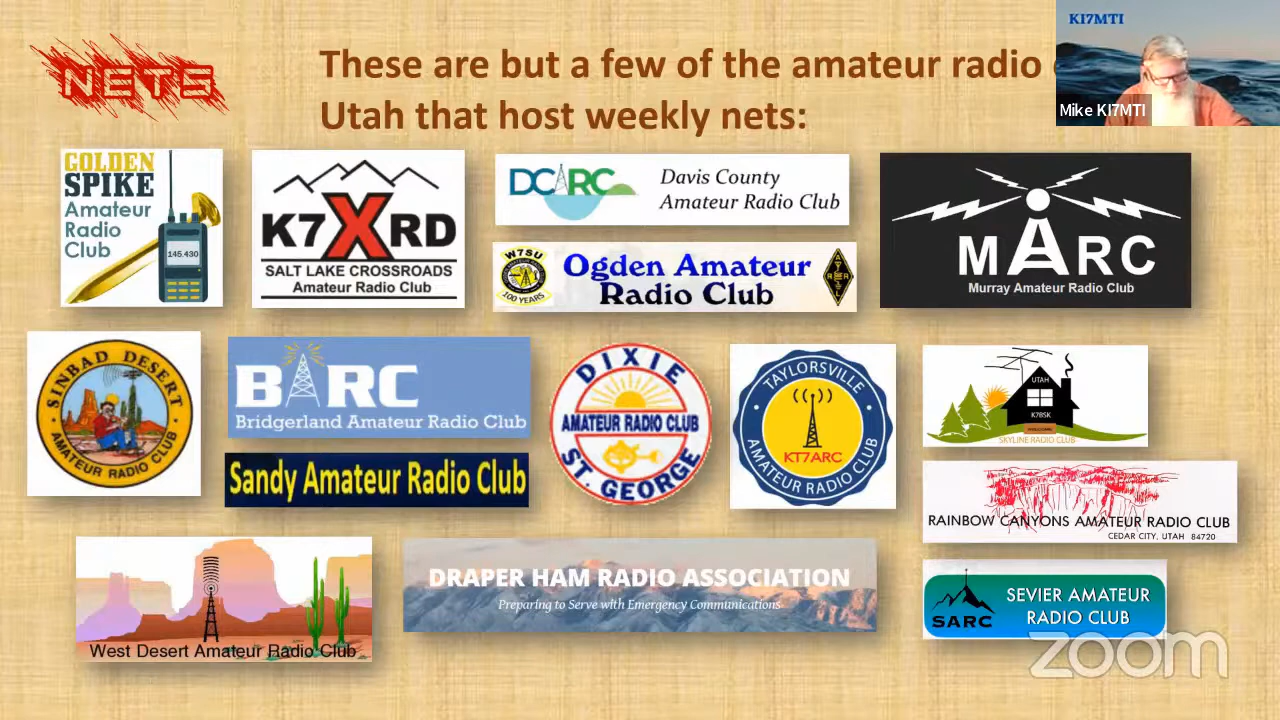 NETS
These are but a few of the amateur radio
Utah that host weekly nets:
KI7MTI
Mike KI7MTI
GOLDEN
SPIKE
Amateur
Radio
Club
145.430
K7XRD
SALT LAKE CROSSROADS
Amateur Radio Club
DCARC
Davis County
Amateur Radio Club
W7SU
100 YEARS
Ogden Amateur
Radio Club
MARC
Murray Amateur Radio Club
SINBAD DESERT
AMATEUR RADIO CLUB
BARC
Bridgerland Amateur Radio Club
Sandy Amateur Radio Club
DIXIE
AMATEUR RADIO CLUB
ST. GEORGE
TAYLORSVILLE
KT7ARC
AMATEUR RADIO CLUB
UTAH
K7BSK
SKYLINE RADIO CLUB
RAINBOW CANYONS AMATEUR RADIO CLUB
CEDAR CITY, UTAH 84720
West Desert Amateur Radio Club
DRAPER HAM RADIO ASSOCIATION
Preparing to Serve with Emergency Communications
SARC
SEVIER AMATEUR
RADIO CLUB
zoom